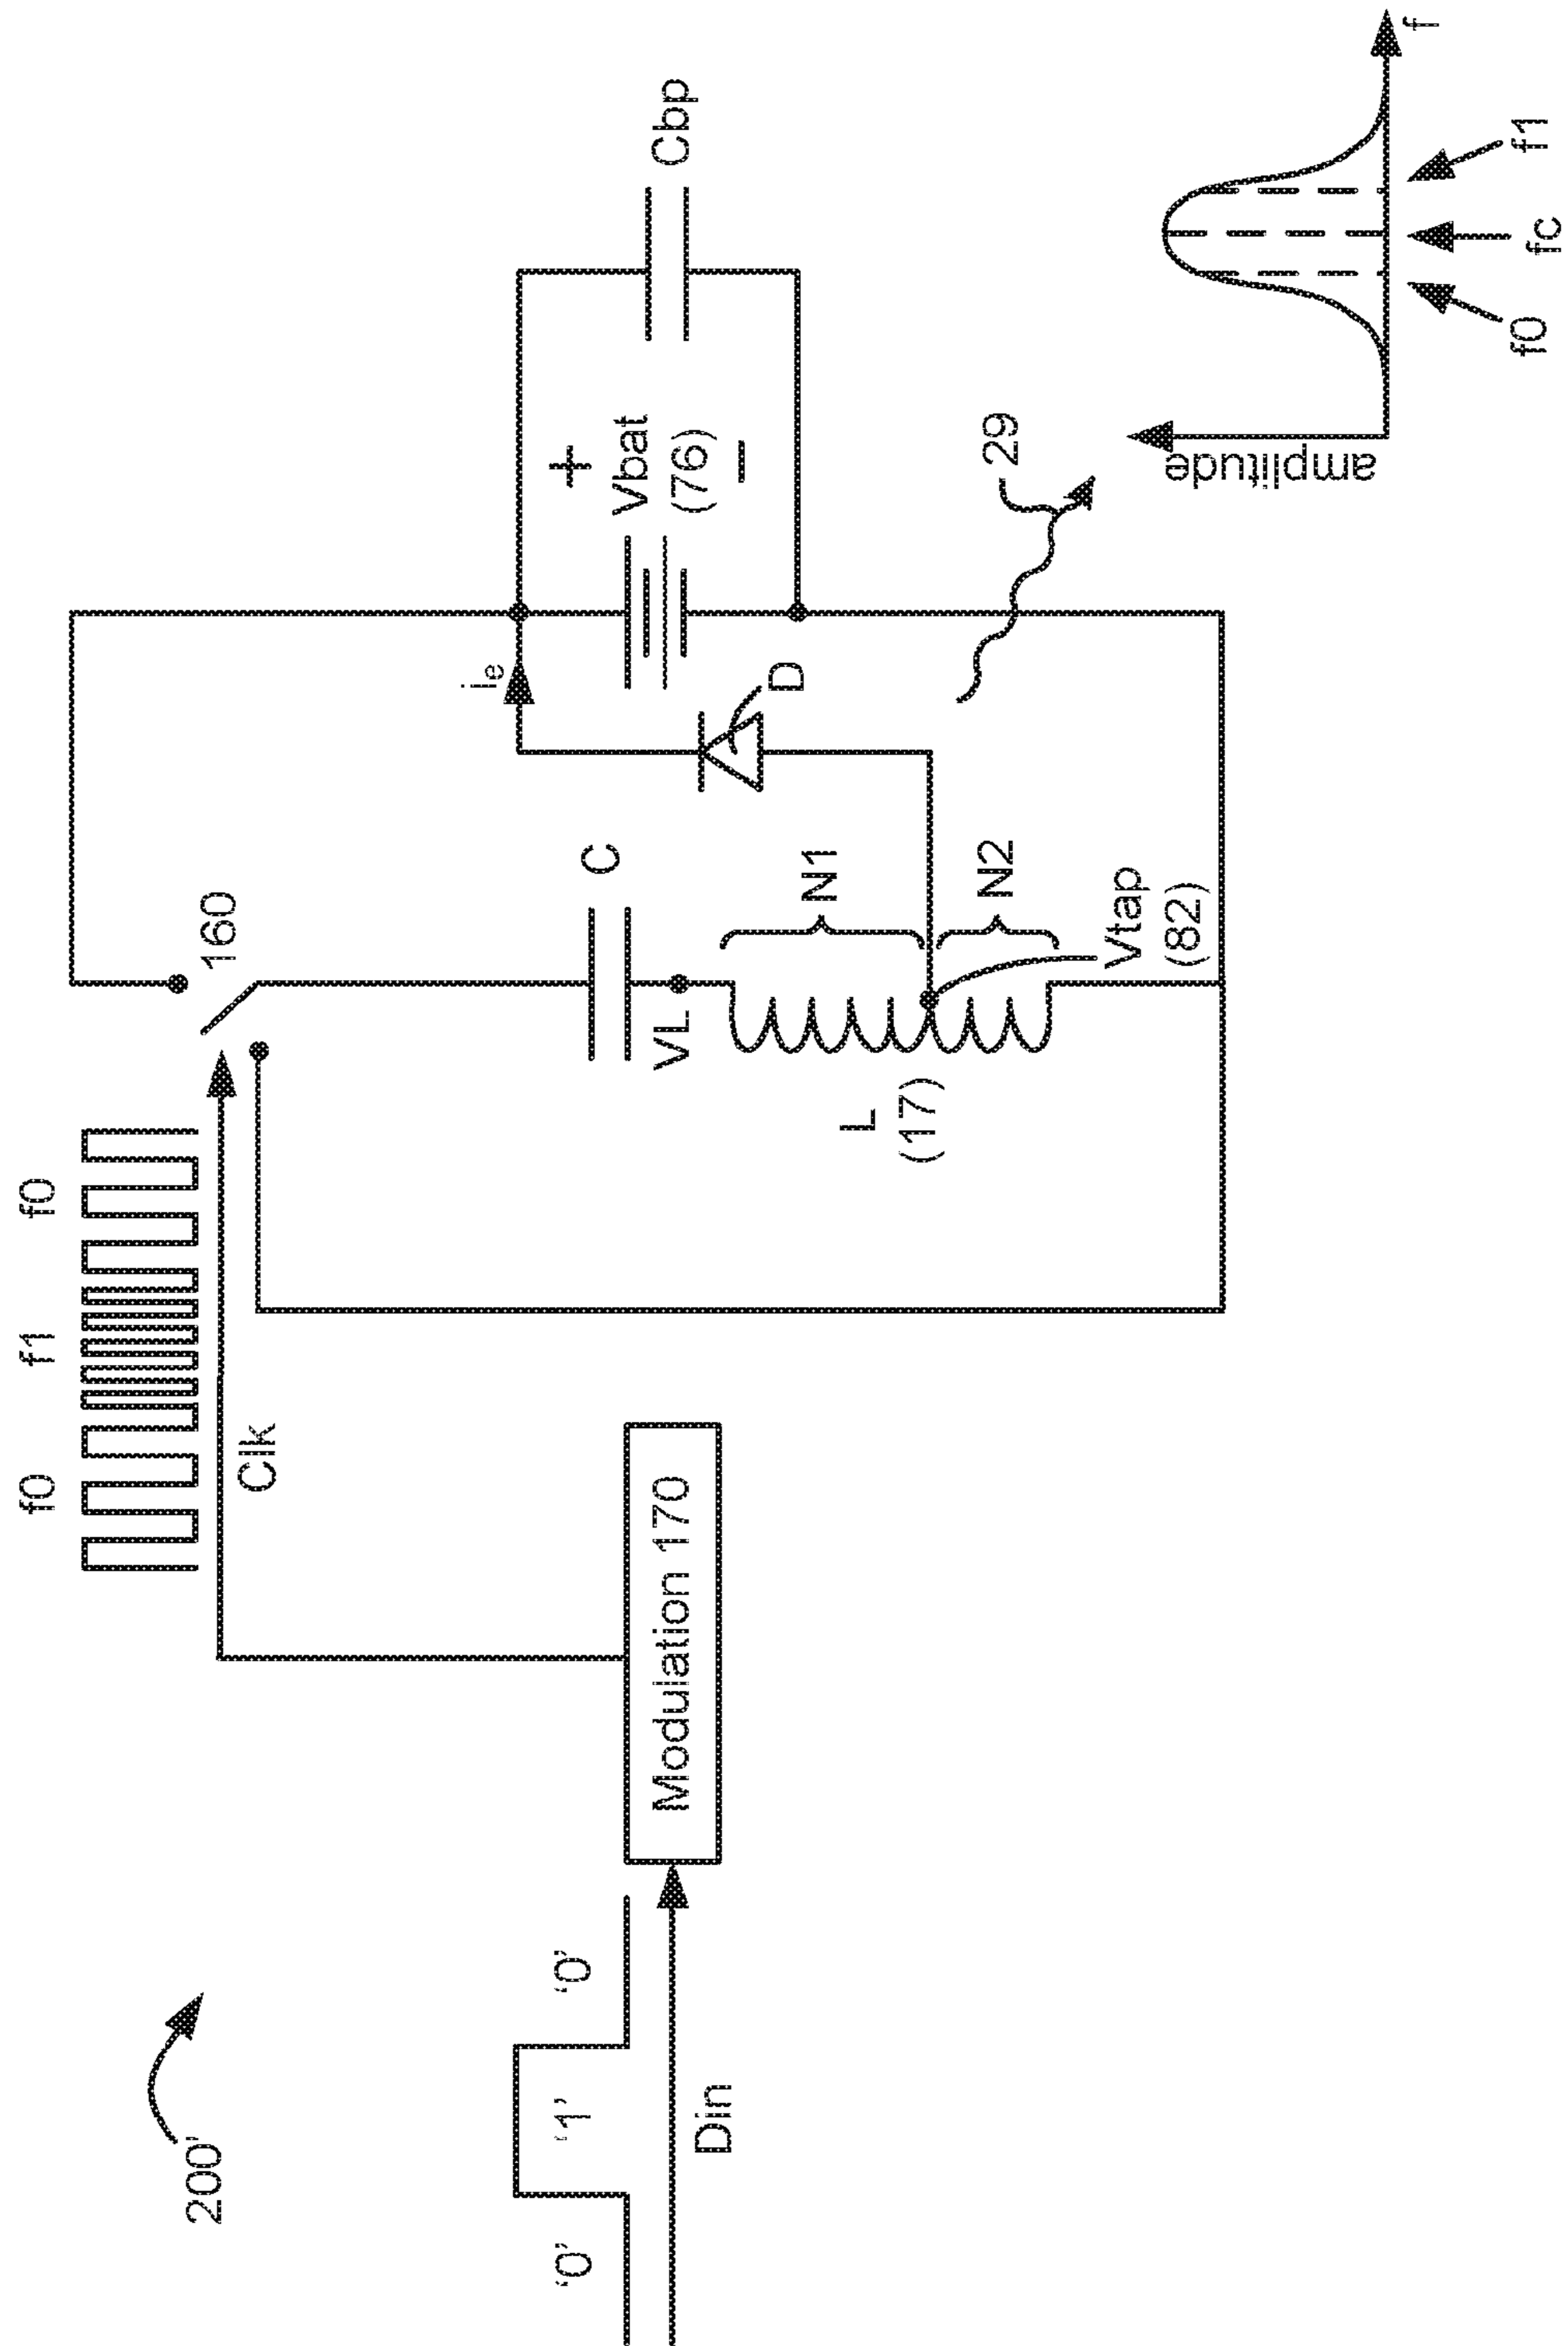 200'
'0'
'1'
'0'
Din
Modulation 170
f0
f1
f0
Clk
160
C
VL
L
(17)
N1
N2
Vtap
(82)
D
ie
+
Vbat
(76)
–
Cbp
29
amplitude
f
f0
fc
f1